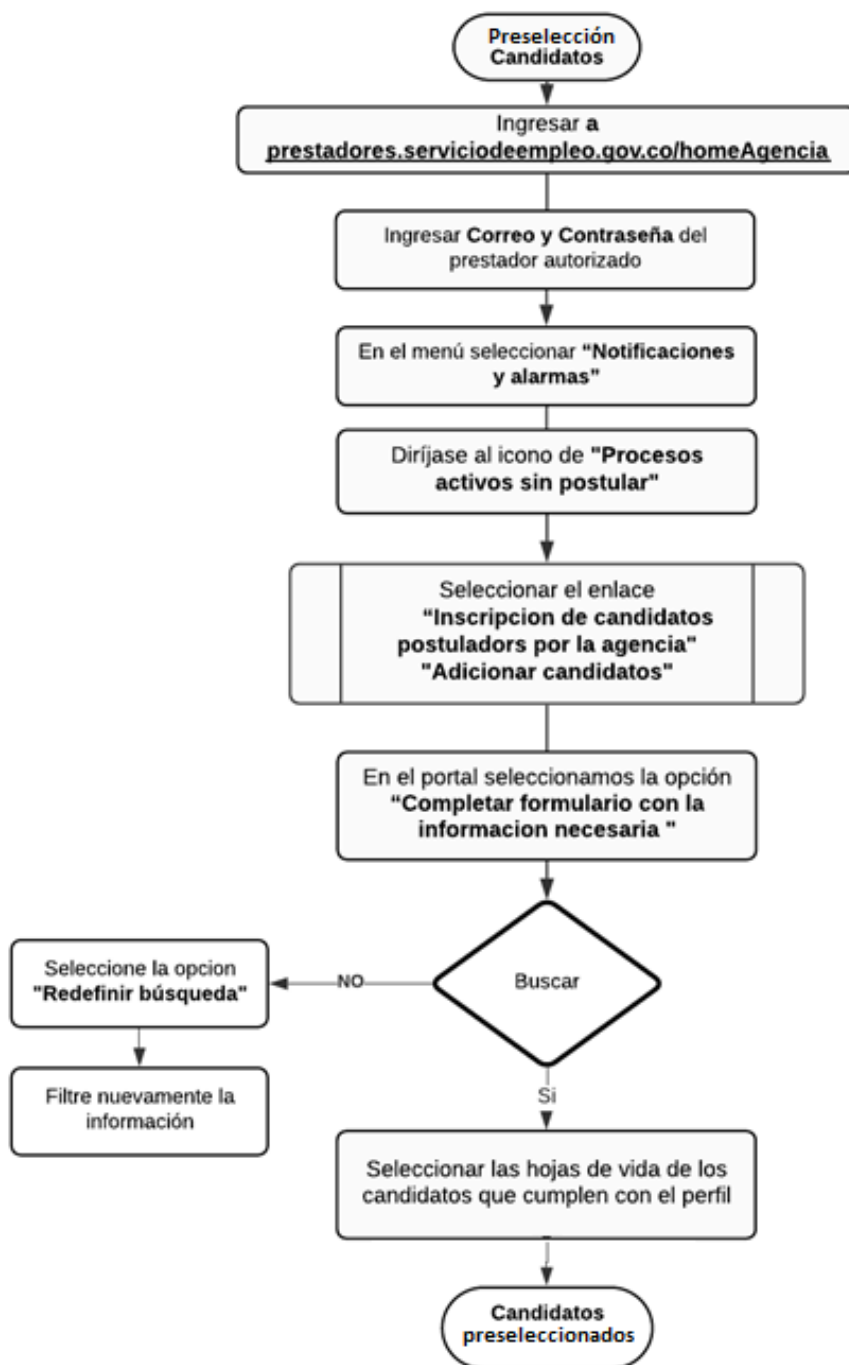 Preselección
Candidatos
Ingresar a
prestadores.serviciodeempleo.gov.co/homeAgencia
Ingresar Correo y Contraseña del
prestador autorizado
En el menú seleccionar “Notificaciones
y alarmas”
Diríjase al icono de "Procesos
activos sin postular"
Seleccionar el enlace
“Inscripcion de candidatos
postuladors por la agencia"
"Adicionar candidatos"
En el portal seleccionamos la opción
“Completar formulario con la
informacion necesaria "
Buscar
NO
Seleccione la opcion
"Redefinir búsqueda"
Filtre nuevamente la
información
Si
Seleccionar las hojas de vida de los
candidatos que cumplen con el perfil
Candidatos
preseleccionados